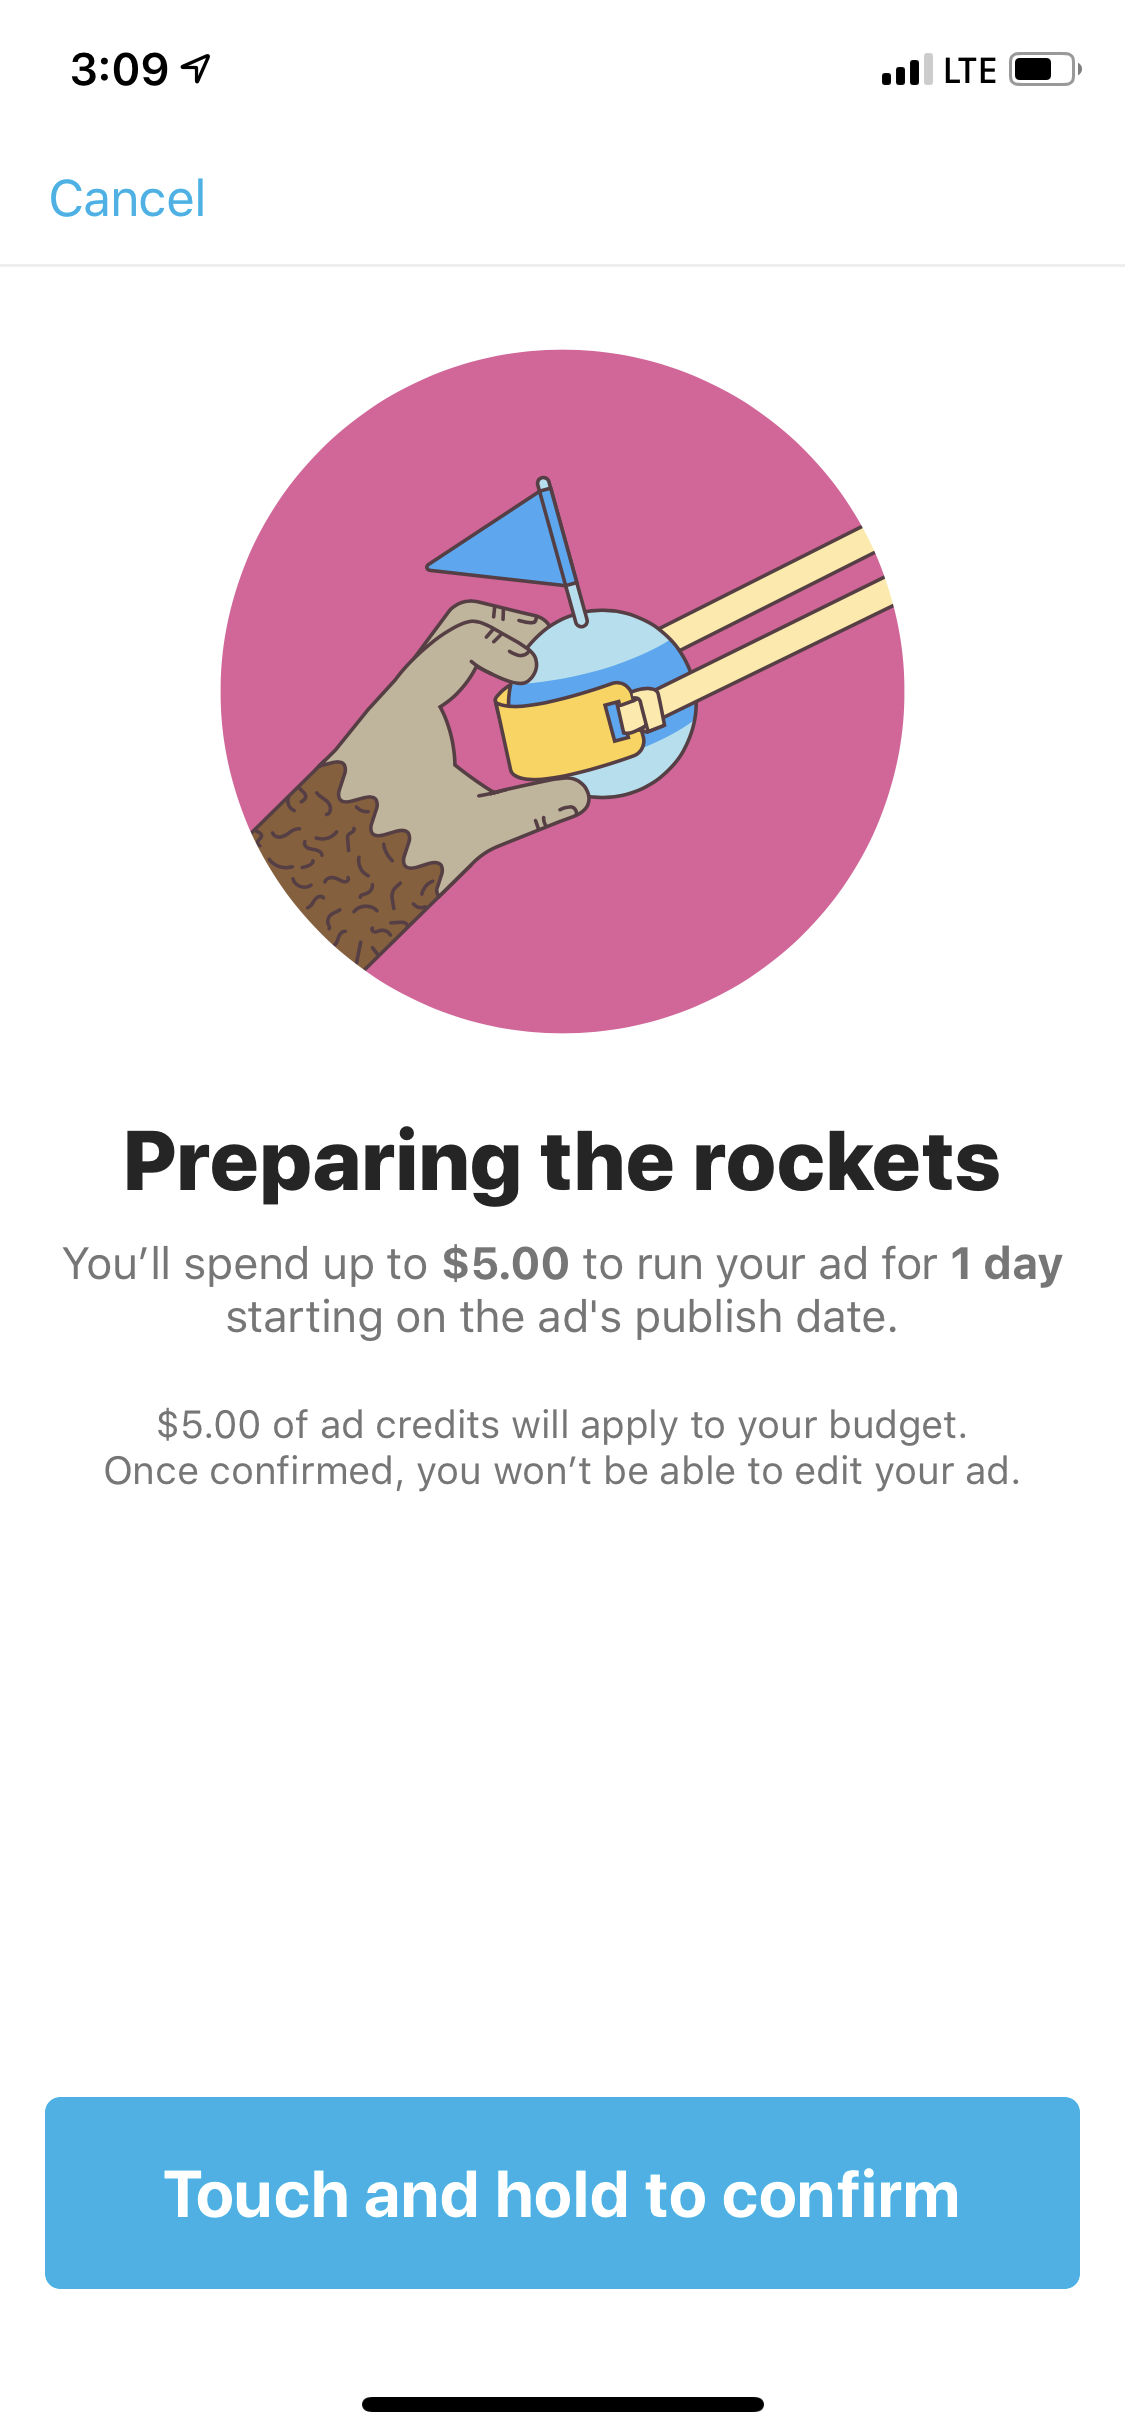 3:09
LTE
Cancel
Preparing the rockets
You’ll spend up to $5.00 to run your ad for 1 day
starting on the ad's publish date.
$5.00 of ad credits will apply to your budget.
Once confirmed, you won’t be able to edit your ad.
Touch and hold to confirm